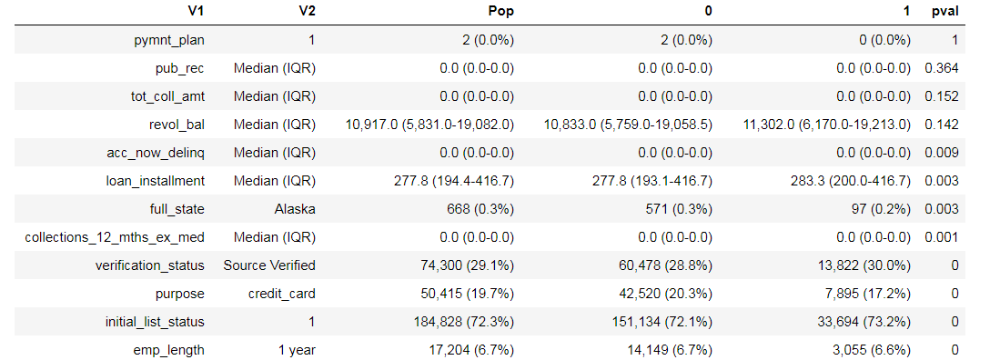 V1 V2 Pop 0 1 pval
pymnt_plan 1 2 (0.0%) 2 (0.0%) 0 (0.0%) 1
pub_rec Median (IQR) 0.0 (0.0-0.0) 0.0 (0.0-0.0) 0.0 (0.0-0.0) 0.364
tot_coll_amt Median (IQR) 0.0 (0.0-0.0) 0.0 (0.0-0.0) 0.0 (0.0-0.0) 0.152
revol_bal Median (IQR) 10,917.0 (5,831.0-19,082.0) 10,833.0 (5,759.0-19,058.5) 11,302.0 (6,170.0-19,213.0) 0.142
acc_now_delinq Median (IQR) 0.0 (0.0-0.0) 0.0 (0.0-0.0) 0.0 (0.0-0.0) 0.009
loan_installment Median (IQR) 277.8 (194.4-416.7) 277.8 (193.1-416.7) 283.3 (200.0-416.7) 0.003
full_state Alaska 668 (0.3%) 571 (0.3%) 97 (0.2%) 0.003
collections_12_mths_ex_med Median (IQR) 0.0 (0.0-0.0) 0.0 (0.0-0.0) 0.0 (0.0-0.0) 0.001
verification_status Source Verified 74,300 (29.1%) 60,478 (28.8%) 13,822 (30.0%) 0
purpose credit_card 50,415 (19.7%) 42,520 (20.3%) 7,895 (17.2%) 0
initial_list_status 1 184,828 (72.3%) 151,134 (72.1%) 33,694 (73.2%) 0
emp_length 1 year 17,204 (6.7%) 14,149 (6.7%) 3,055 (6.6%) 0